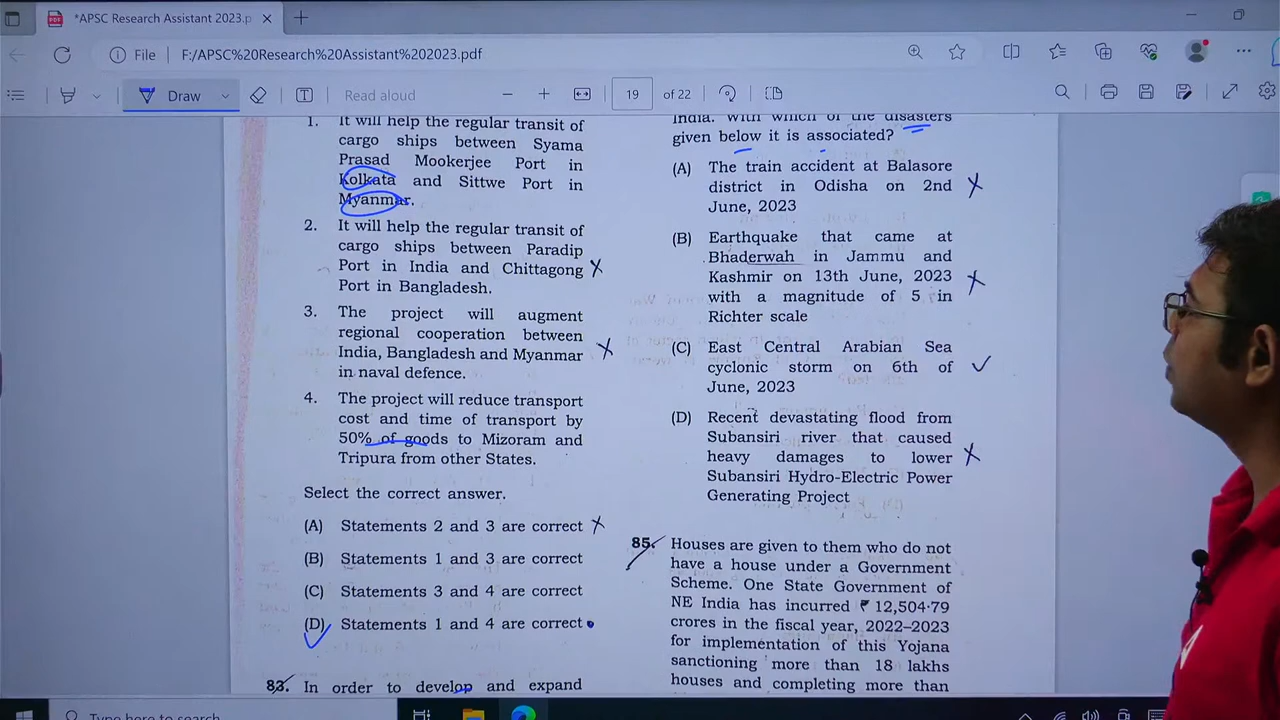 *APSC Research Assistant 2023.p
File
F:/APSC%20Research%20Assistant%202023.pdf
Draw
Read aloud
19
of 22
1. It will help the regular transit of
cargo ships between Syama
Prasad Mookerjee Port in
Kolkata and Sittwe Port in
Myanmar.
2. It will help the regular transit of
cargo ships between Paradip
Port in India and Chittagong
Port in Bangladesh.
3. The project will augment
regional cooperation between
India, Bangladesh and Myanmar
in naval defence.
4. The project will reduce transport
cost and time of transport by
50% of goods to Mizoram and
Tripura from other States.
Select the correct answer.
(A) Statements 2 and 3 are correct
(B) Statements 1 and 3 are correct
(C) Statements 3 and 4 are correct
(D) Statements 1 and 4 are correct
83. In order to develop and expand
India. With which of the disasters
given below it is associated?
(A) The train accident at Balasore
district in Odisha on 2nd
June, 2023
(B) Earthquake that came at
Bhaderwah in Jammu and
Kashmir on 13th June, 2023
with a magnitude of 5 in
Richter scale
(C) East Central Arabian Sea
cyclonic storm on 6th of
June, 2023
(D) Recent devastating flood from
Subansiri river that caused
heavy damages to lower
Subansiri Hydro-Electric Power
Generating Project
85. Houses are given to them who do not
have a house under a Government
Scheme. One State Government of
NE India has incurred ₹ 12,504·79
crores in the fiscal year, 2022–2023
for implementation of this Yojana
sanctioning more than 18 lakhs
houses and completing more than
Type here to search